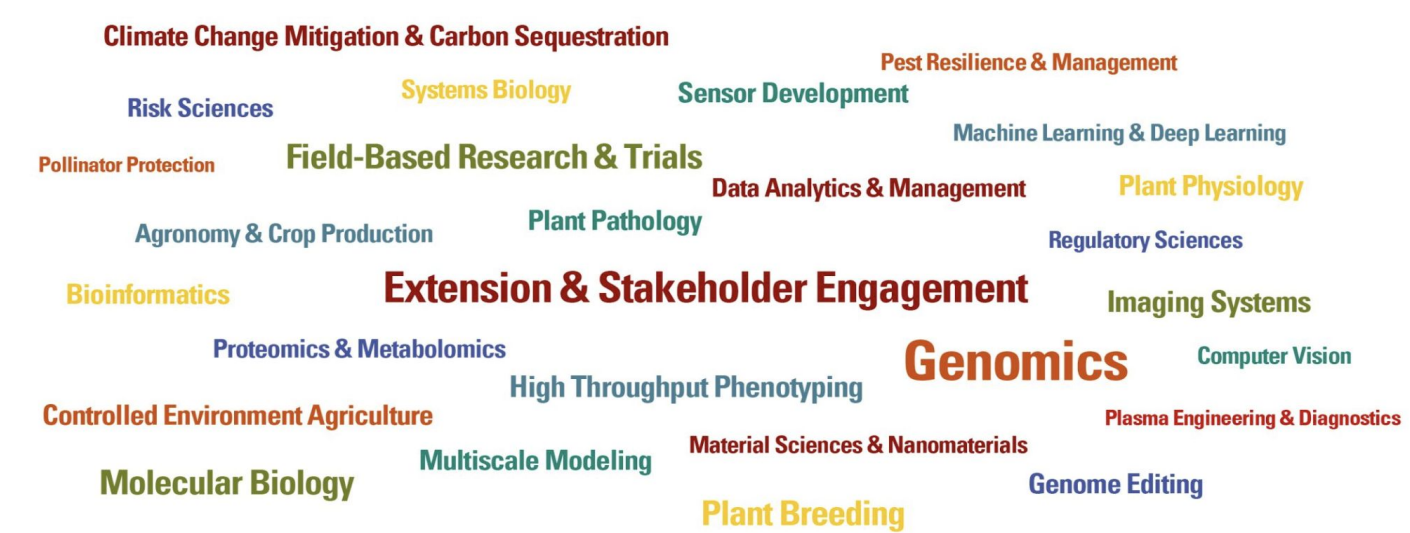 Climate Change Mitigation & Carbon Sequestration
Pest Resilience & Management
Systems Biology
Sensor Development
Risk Sciences
Machine Learning & Deep Learning
Field-Based Research & Trials
Pollinator Protection
Data Analytics & Management
Plant Physiology
Plant Pathology
Agronomy & Crop Production
Regulatory Sciences
Extension & Stakeholder Engagement
Bioinformatics
Imaging Systems
Proteomics & Metabolomics
Genomics
Computer Vision
High Throughput Phenotyping
Controlled Environment Agriculture
Plasma Engineering & Diagnostics
Material Sciences & Nanomaterials
Multiscale Modeling
Molecular Biology
Genome Editing
Plant Breeding